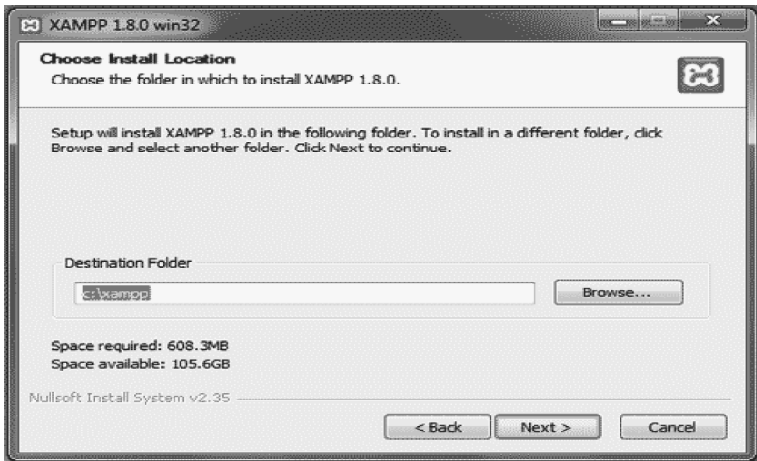 XAMPP 1.8.0 win32
Choose Install Location
Choose the folder in which to install XAMPP 1.8.0.
Setup will install XAMPP 1.8.0 in the following folder. To install in a different folder, click
Browse and select another folder. Click Next to continue.
Destination Folder
c:\xampp
Browse...
Space required: 608.3MB
Space available: 105.6GB
Nullsoft Install System v2.35
< Back
Next >
Cancel